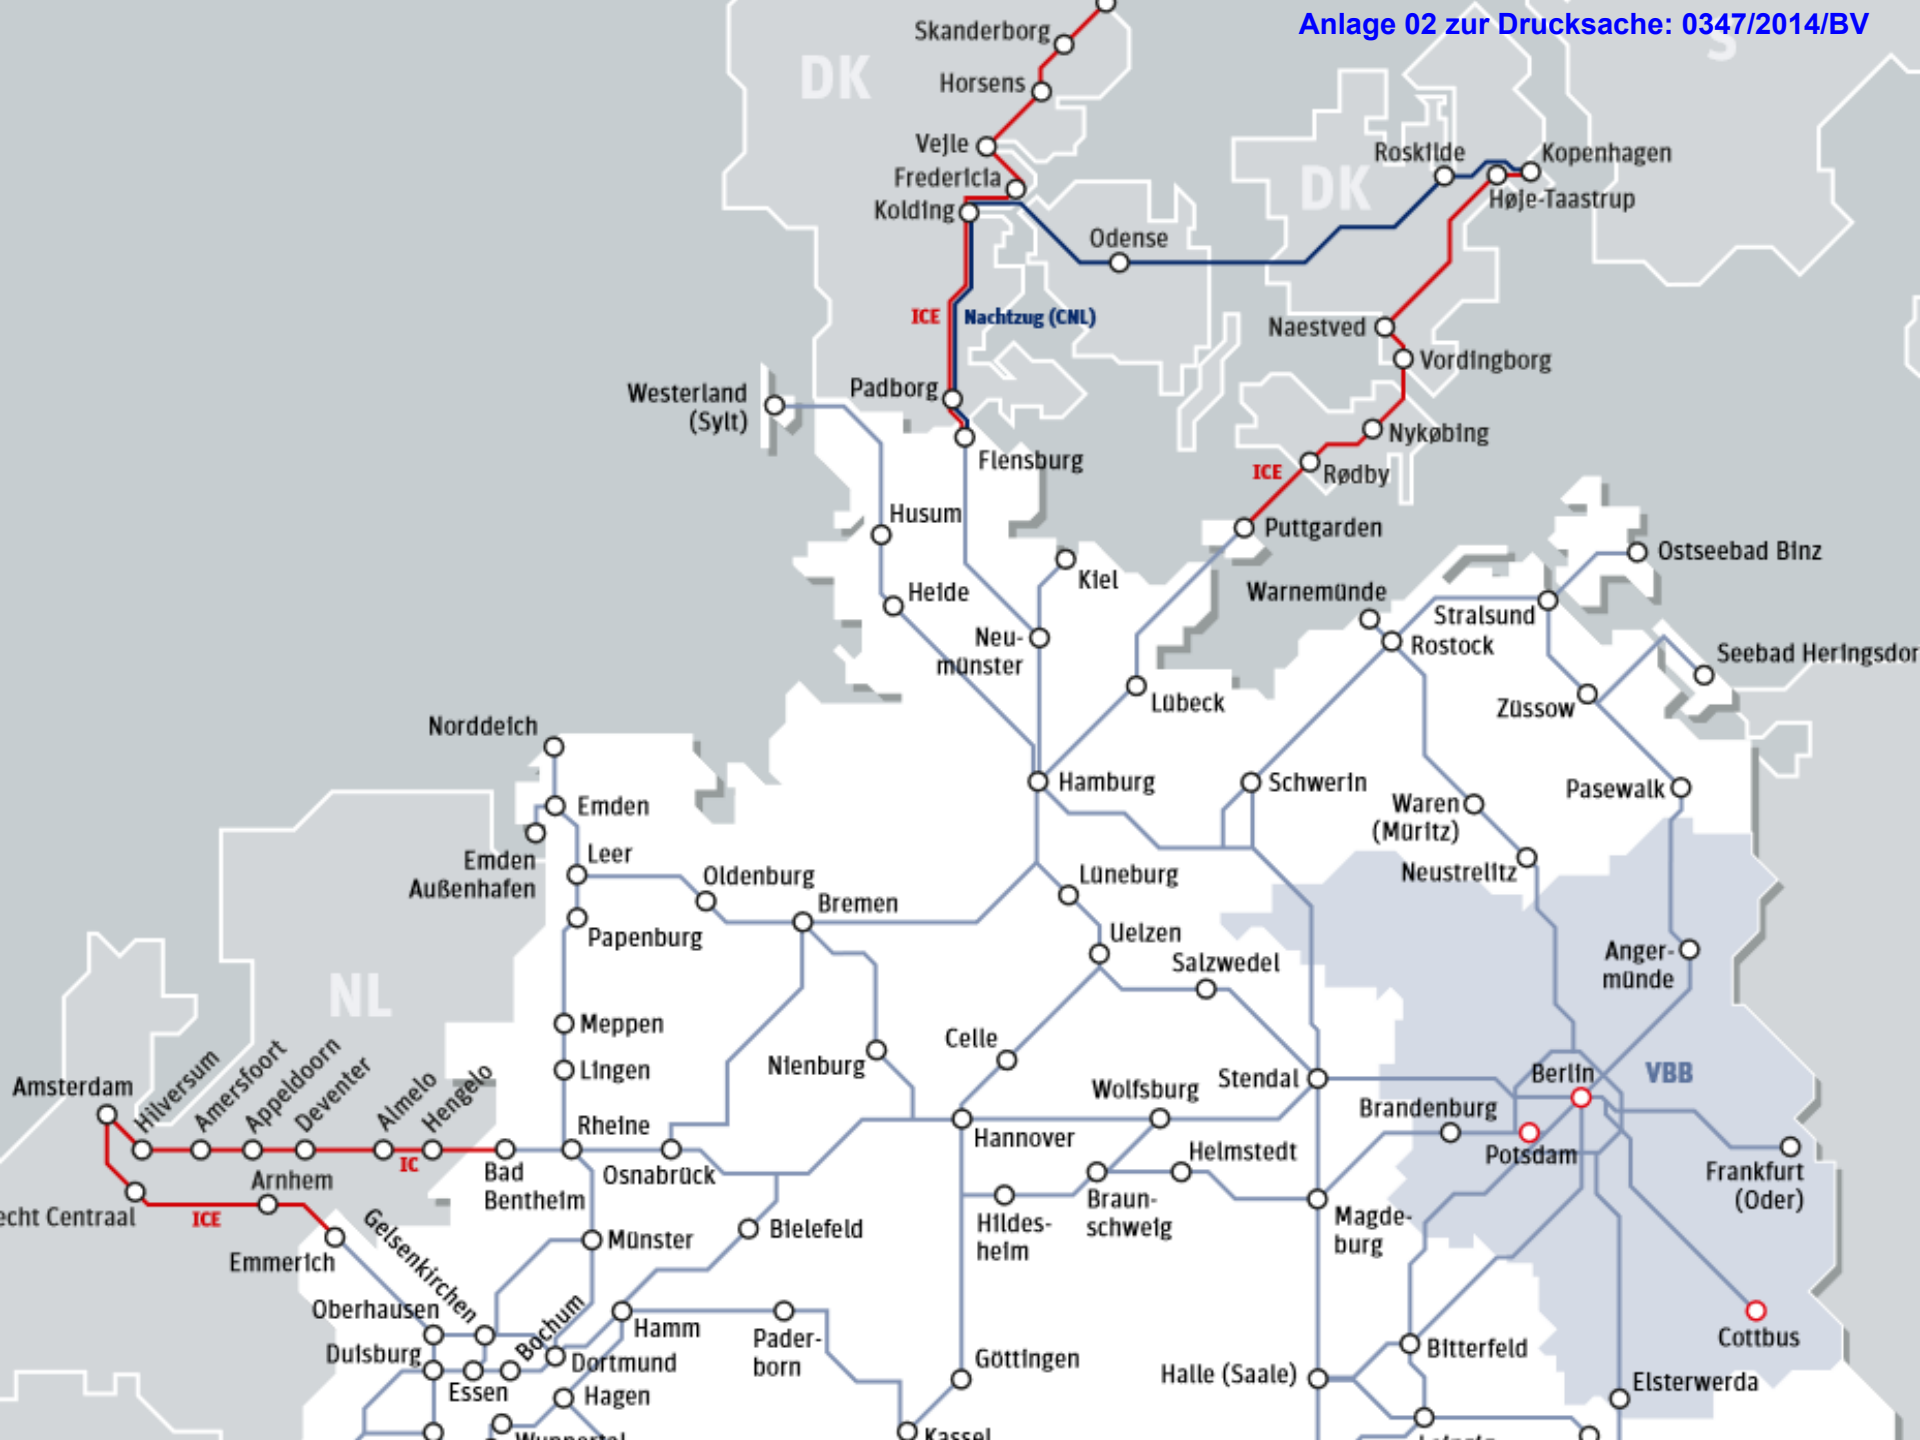 Anlage 02 zur Drucksache: 0347/2014/BV
S
Skanderborg
DK
Horsens
Vejle
Fredericia
Kolding
Roskilde
Kopenhagen
DK
Høje-Taastrup
Odense
ICE
Nachtzug (CNL)
Naestved
Vordingborg
Padborg
Westerland
(Sylt)
Nykøbing
Flensburg
ICE
Rødby
Husum
Puttgarden
Ostseebad Binz
Kiel
Heide
Warnemünde
Stralsund
Neu-
münster
Rostock
Seebad Heringsdor
Lübeck
Züssow
Norddeich
Hamburg
Schwerin
Pasewalk
Emden
Waren
(Müritz)
Emden
Außenhafen
Leer
Neustrelitz
Oldenburg
Lüneburg
Bremen
Papenburg
Uelzen
Salzwedel
Anger-
münde
NL
Meppen
Celle
Nienburg
Lingen
Stendal
Berlin
VBB
Wolfsburg
Amsterdam
Hilversum
Amersfoort
Appeldoorn
Deventer
Almelo
Hengelo
IC
Rheine
Brandenburg
Hannover
Bad
Bentheim
Osnabrück
Helmstedt
Potsdam
Frankfurt
(Oder)
Arnhem
echt Centraal
ICE
Braun-
schweig
Hildes-
heim
Magde-
burg
Gelsenkirchen
Münster
Bielefeld
Emmerich
Oberhausen
Bochum
Hamm
Pader-
born
Cottbus
Duisburg
Dortmund
Göttingen
Bitterfeld
Halle (Saale)
Essen
Hagen
Elsterwerda
Kassel